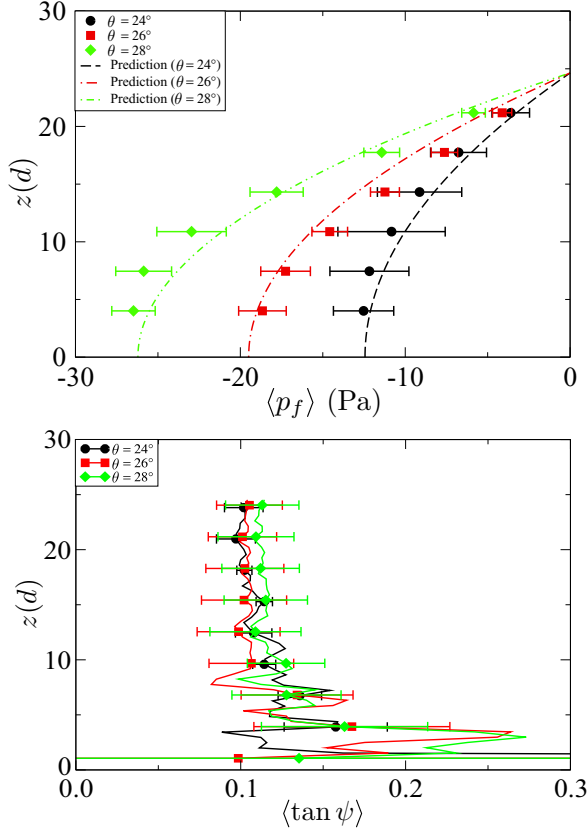 30
20
10
0
z(d)
θ = 24°
θ = 26°
θ = 28°
Prediction (θ = 24°)
Prediction (θ = 26°)
Prediction (θ = 28°)
-30 -20 -10 0
⟨p_f⟩ (Pa)
30
20
10
0
z(d)
θ = 24°
θ = 26°
θ = 28°
0 0.1 0.2 0.3
⟨tan ψ⟩